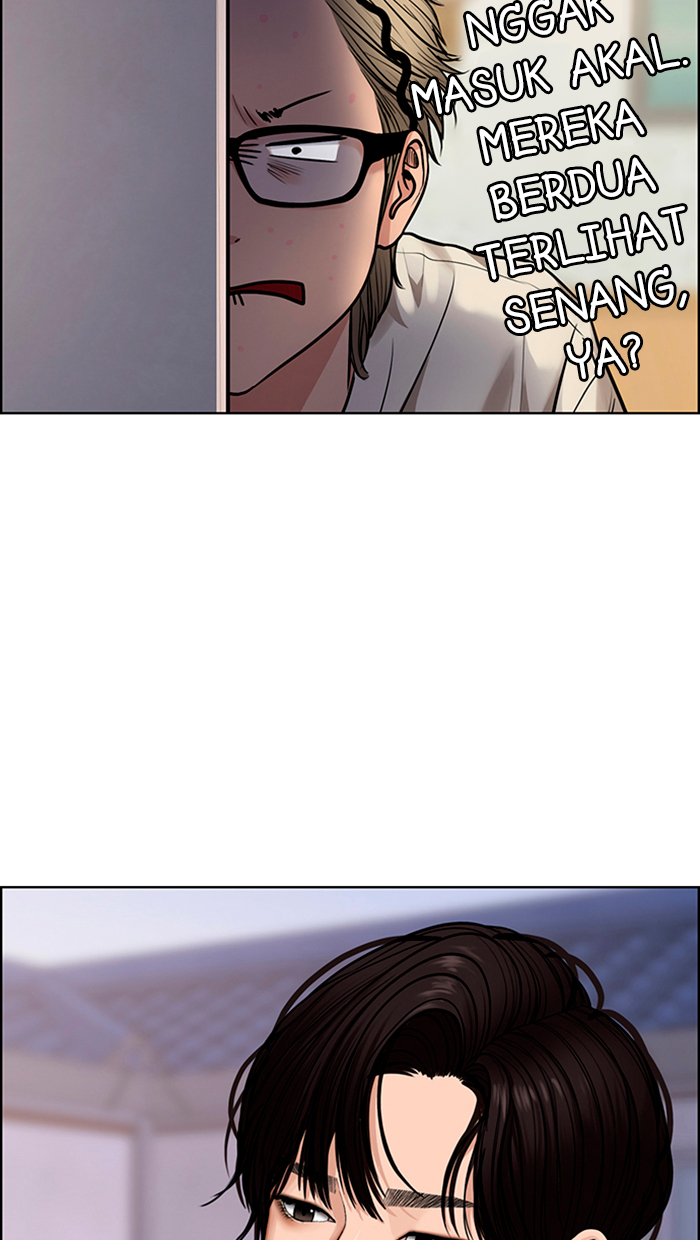 NGGAK
MASUK AKAL.
MEREKA
BERDUA
TERLIHAT
SENANG,
YA?